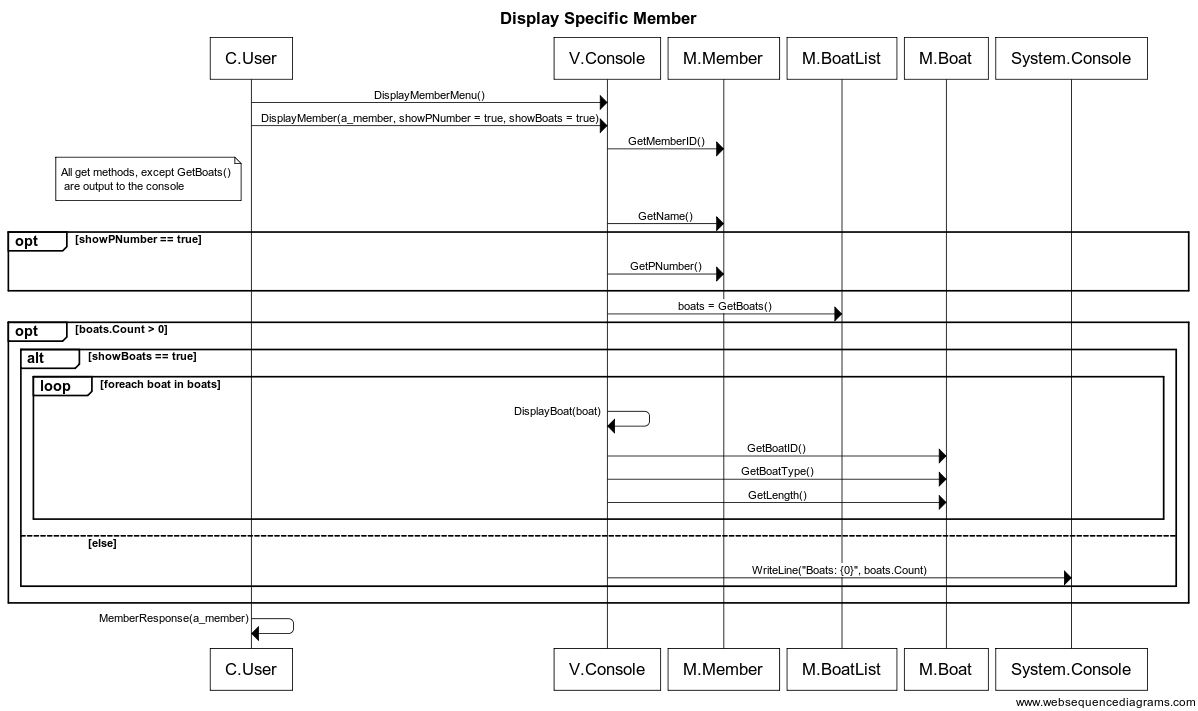 Display Specific Member
C.User
V.Console
M.Member
M.BoatList
M.Boat
System.Console
DisplayMemberMenu()
DisplayMember(a_member, showPNumber = true, showBoats = true)
GetMemberID()
All get methods, except GetBoats()
are output to the console
GetName()
opt
[showPNumber == true]
GetPNumber()
boats = GetBoats()
opt
[boats.Count > 0]
alt
[showBoats == true]
loop
[foreach boat in boats]
DisplayBoat(boat)
GetBoatID()
GetBoatType()
GetLength()
[else]
WriteLine("Boats: {0}", boats.Count)
MemberResponse(a_member)
C.User
V.Console
M.Member
M.BoatList
M.Boat
System.Console
www.websequencediagrams.com